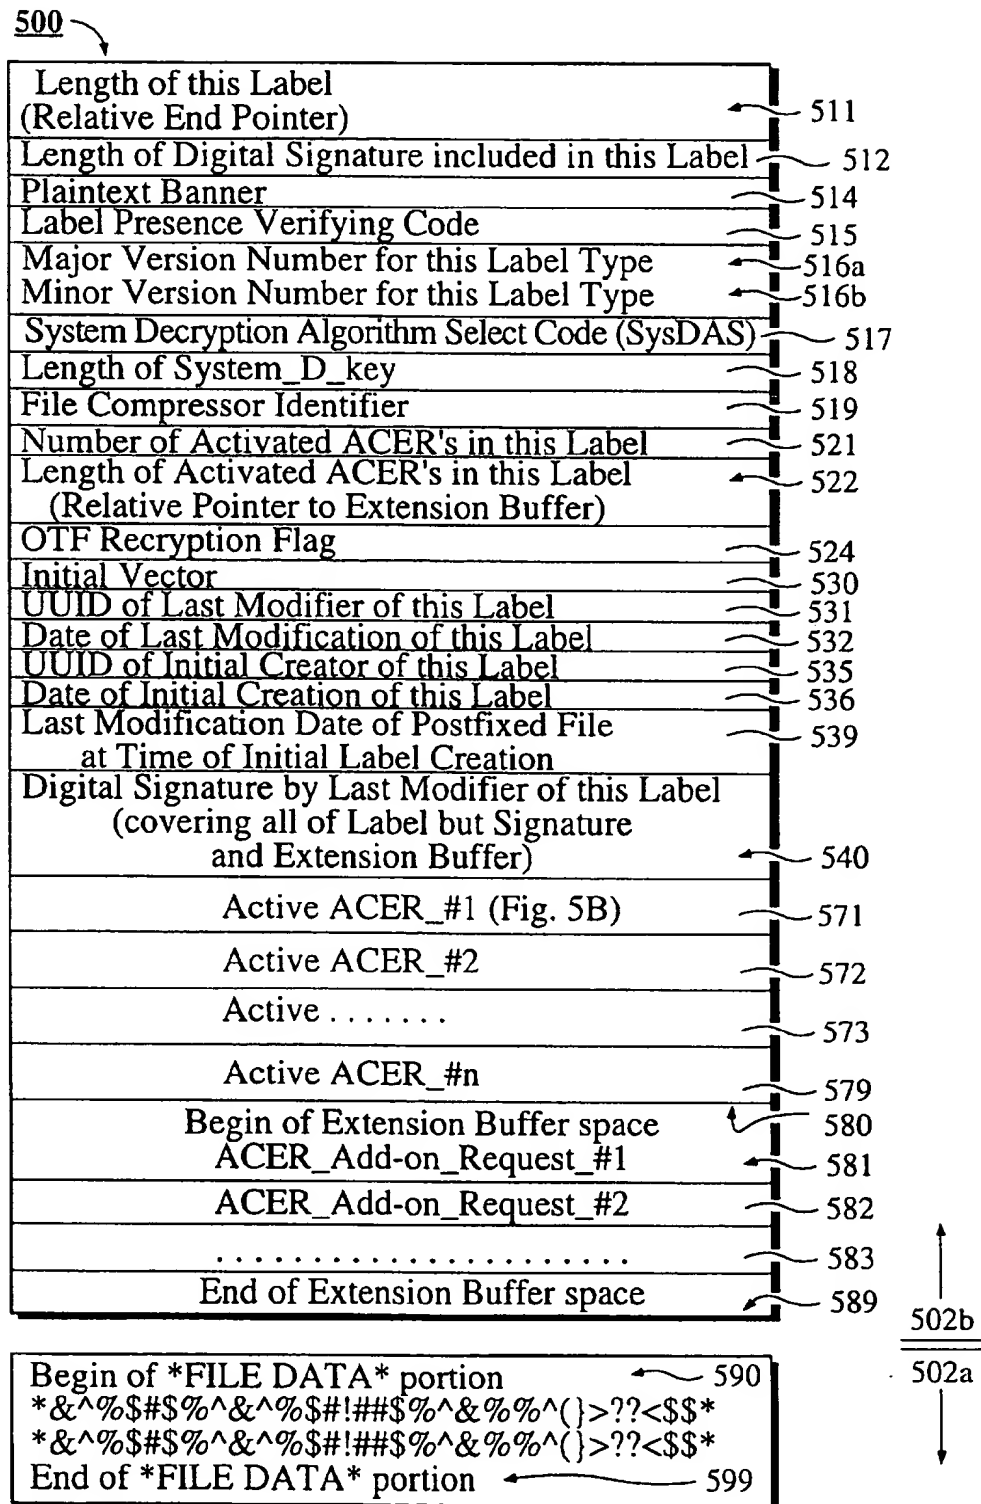 500
Length of this Label
(Relative End Pointer) 511
Length of Digital Signature included in this Label 512
Plaintext Banner 514
Label Presence Verifying Code 515
Major Version Number for this Label Type 516a
Minor Version Number for this Label Type 516b
System Decryption Algorithm Select Code (SysDAS) 517
Length of System_D_key 518
File Compressor Identifier 519
Number of Activated ACER's in this Label 521
Length of Activated ACER's in this Label 522
(Relative Pointer to Extension Buffer)
OTF Recryption Flag 524
Initial Vector 530
UUID of Last Modifier of this Label 531
Date of Last Modification of this Label 532
UUID of Initial Creator of this Label 535
Date of Initial Creation of this Label 536
Last Modification Date of Postfixed File 539
at Time of Initial Label Creation
Digital Signature by Last Modifier of this Label
(covering all of Label but Signature
and Extension Buffer) 540
Active ACER_#1 (Fig. 5B) 571
Active ACER_#2 572
Active ....... 573
Active ACER_#n 579
Begin of Extension Buffer space 580
ACER_Add-on_Request_#1 581
ACER_Add-on_Request_#2 582
....................... 583
End of Extension Buffer space 589
502b
502a
Begin of *FILE DATA* portion 590
*&^%$#$%^&^%$#!##$%^&%%^(}>??<$$*
*&^%$#$%^&^%$#!##$%^&%%^(}>??<$$*
End of *FILE DATA* portion 599